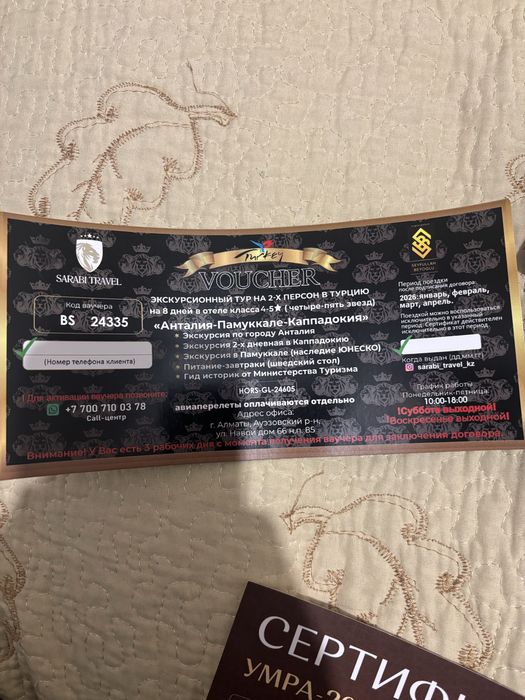 SARABI TRAVEL
Turkey
VOUCHER
SEYFULLAH
BEYOGLU
Код ваучера
BS 24335
(Номер телефона клиента)
! Для активации ваучера позвоните:
+7 700 710 03 78
Call-центр
ЭКСКУРСИОННЫЙ ТУР НА 2-Х ПЕРСОН В ТУРЦИЮ
на 8 дней в отеле класса 4-5★ ( четыре-пять звезд)
«Анталия-Памуккале-Каппадокия»
Экскурсия по городу Анталия
Экскурсия 2-х дневная в Каппадокию
Экскурсия в Памуккале (наследие ЮНЕСКО)
Питание-завтраки (шведский стол)
Гид историк от Министерства Туризма
HORS-GL-24605
авиаперелеты оплачиваются отдельно
Адрес офиса:
г. Алматы, Ауэзовский р-н,
ул. Навои дом 66 н.п. 85
Период поездки
после подписания договора
2026: январь, февраль,
март, апрель.
Поездкой можно воспользоваться
исключительно в указанный
период. Сертификат действителен
исключительно в этот период.
когда выдан (дд.мм.гг)
sarabi_travel_kz
График работы
Понедельник-пятница:
10:00-18:00
!Суббота выходной!
!Воскресенье выходной!
Внимание! У Вас есть 3 рабочих дня с момента получения ваучера для заключения договора.
УМРА-20